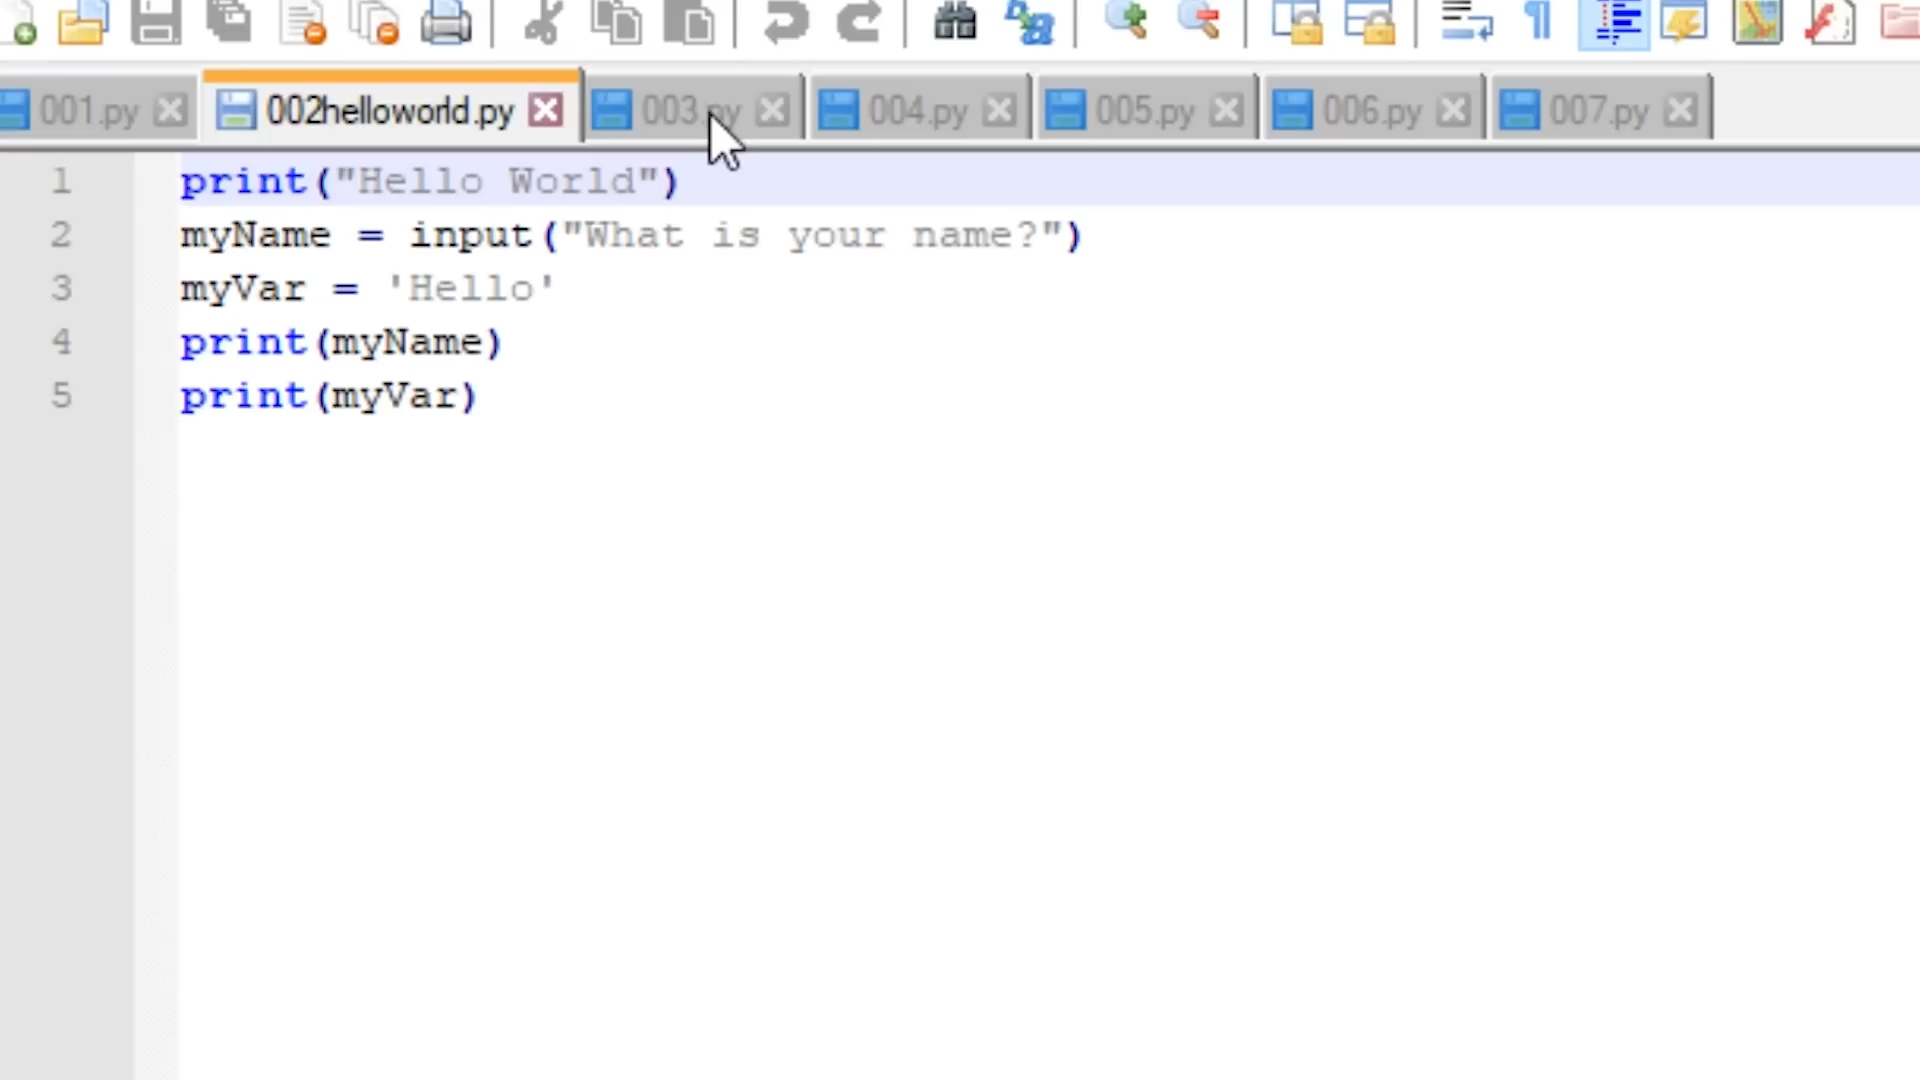 001.py 002helloworld.py 003.py 004.py 005.py 006.py 007.py
1 print("Hello World")
2 myName = input("What is your name?")
3 myVar = 'Hello'
4 print(myName)
5 print(myVar)